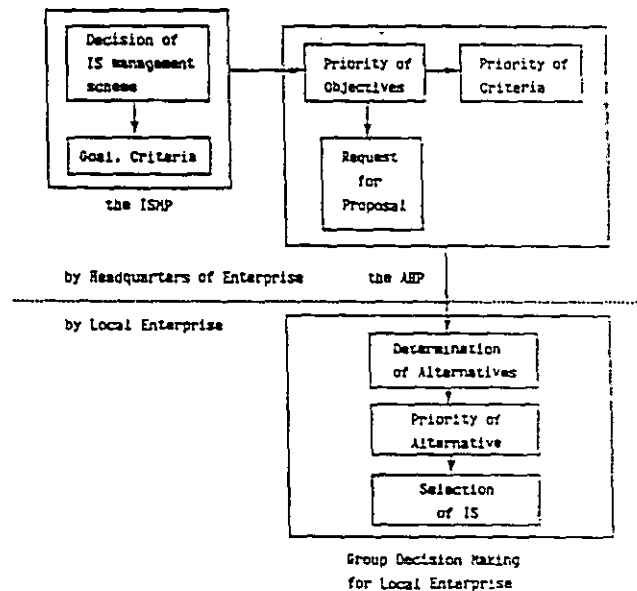 Decision of
IS management
scheme
Goal, Criteria
the ISMP
Priority of
Objectives
Priority of
Criteria
Request
for
Proposal
by Headquarters of Enterprise
the AHP
by Local Enterprise
Determination
of Alternatives
Priority of
Alternative
Selection
of IS
Group Decision Making
for Local Enterprise